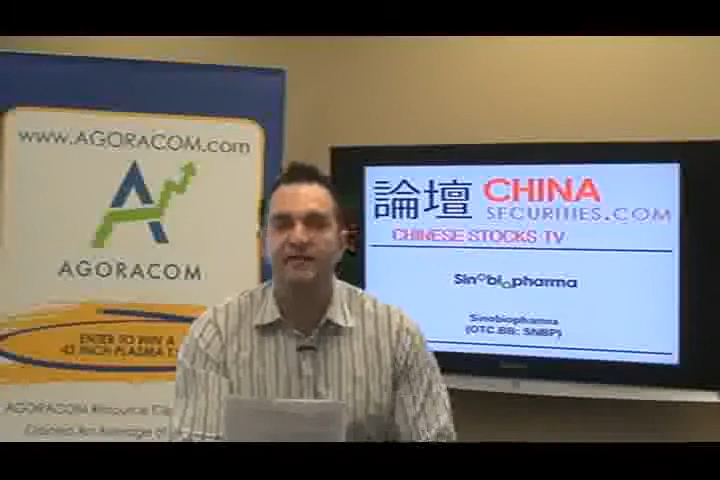 www.AGORACOM.com
AGORACOM
ENTER TO WIN A
42 INCH PLASMA T
AGORACOM Resource
論壇 CHINA
SECURITIES.COM
CHINESE STOCKS TV
Sinobiopharma
Sinobiopharma
(OTC.BB: SNBP)